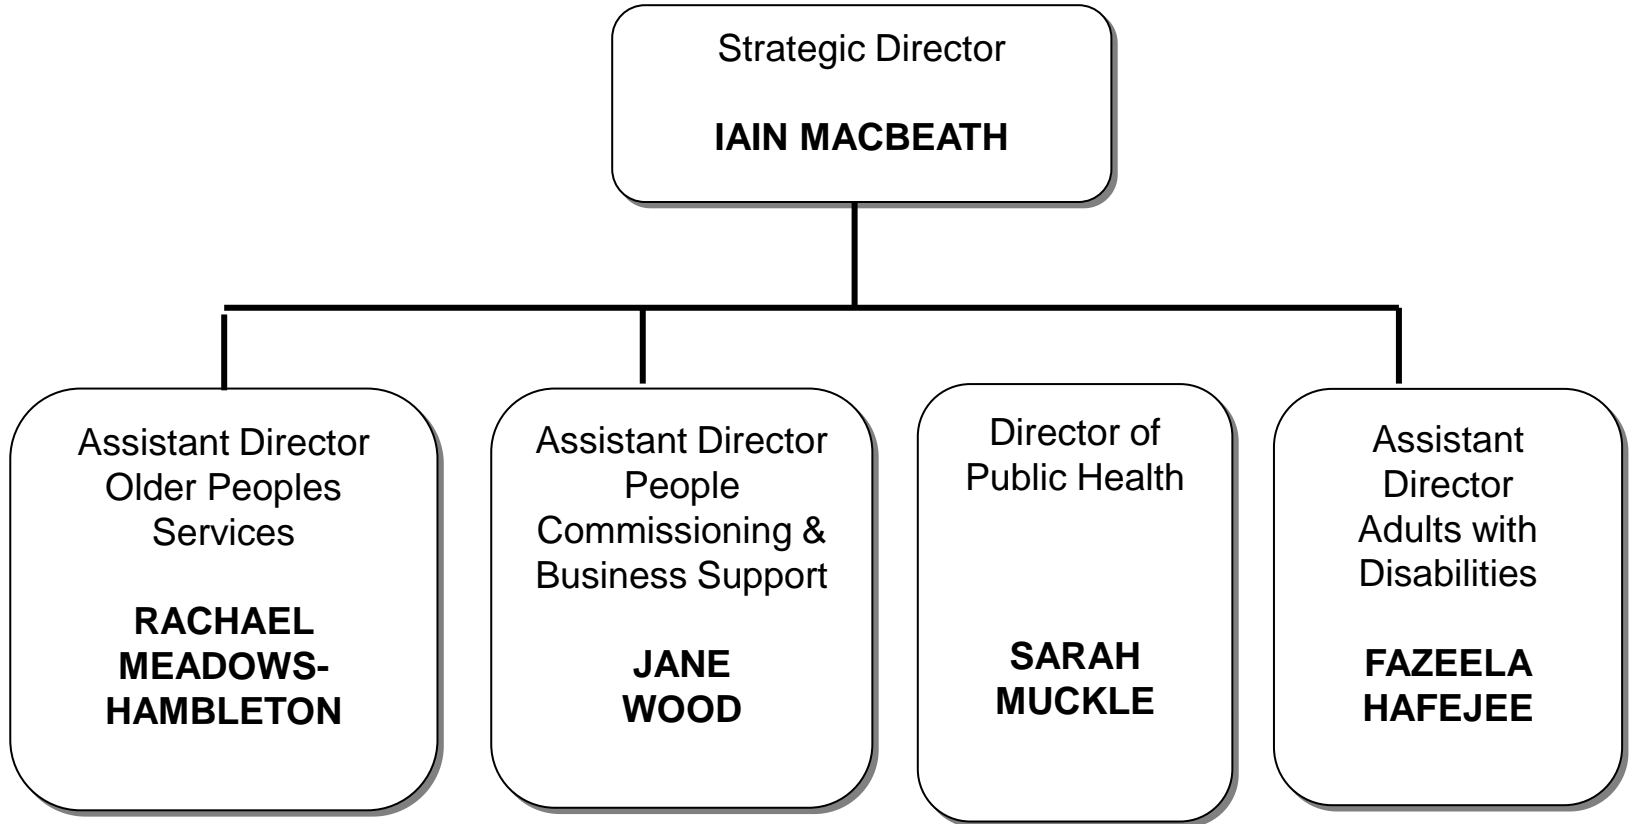 Strategic Director
IAIN MACBEATH
Assistant Director
Older Peoples
Services
RACHAEL
MEADOWS-
HAMBLETON
Assistant Director
People
Commissioning &
Business Support
JANE
WOOD
Director of
Public Health
SARAH
MUCKLE
Assistant
Director
Adults with
Disabilities
FAZEELA
HAFEJEE